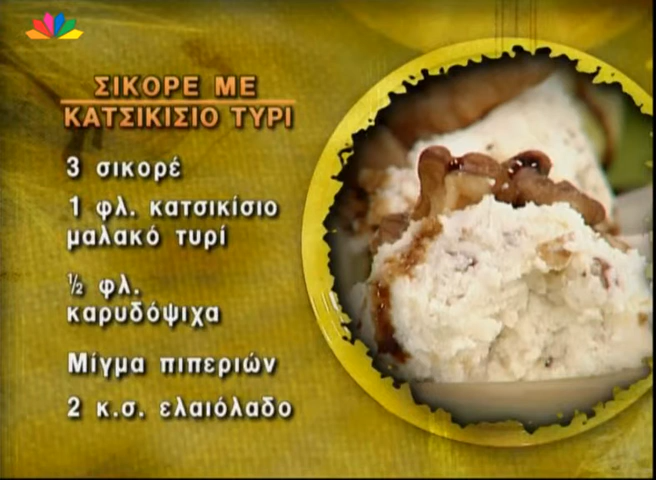 ΣΙΚΟΡΕ ΜΕ
ΚΑΤΣΙΚΙΣΙΟ ΤΥΡΙ
3 σικορέ
1 φλ. κατσικίσιο
μαλακό τυρί
½ φλ.
καρυδόψιχα
Μίγμα πιπεριών
2 κ.σ. ελαιόλαδο